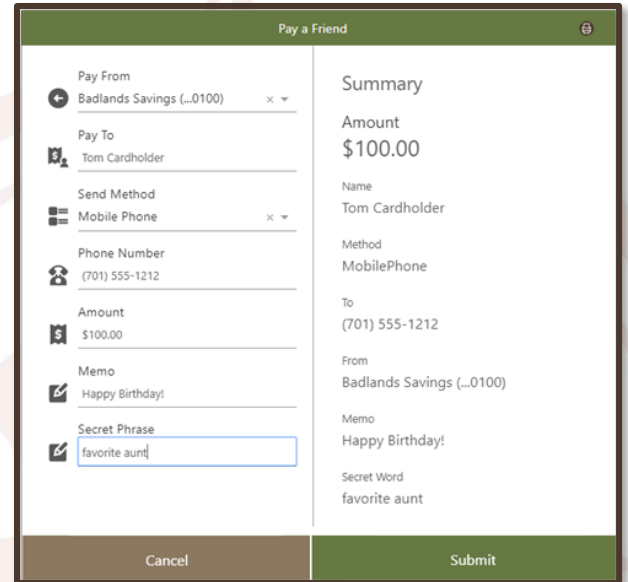 Pay a Friend
Pay From
Badlands Savings (...0100)
Pay To
Tom Cardholder
Send Method
Mobile Phone
Phone Number
(701) 555-1212
Amount
$100.00
Memo
Happy Birthday!
Secret Phrase
favorite aunt
Summary
Amount
$100.00
Name
Tom Cardholder
Method
MobilePhone
To
(701) 555-1212
From
Badlands Savings (...0100)
Memo
Happy Birthday!
Secret Word
favorite aunt
Cancel
Submit